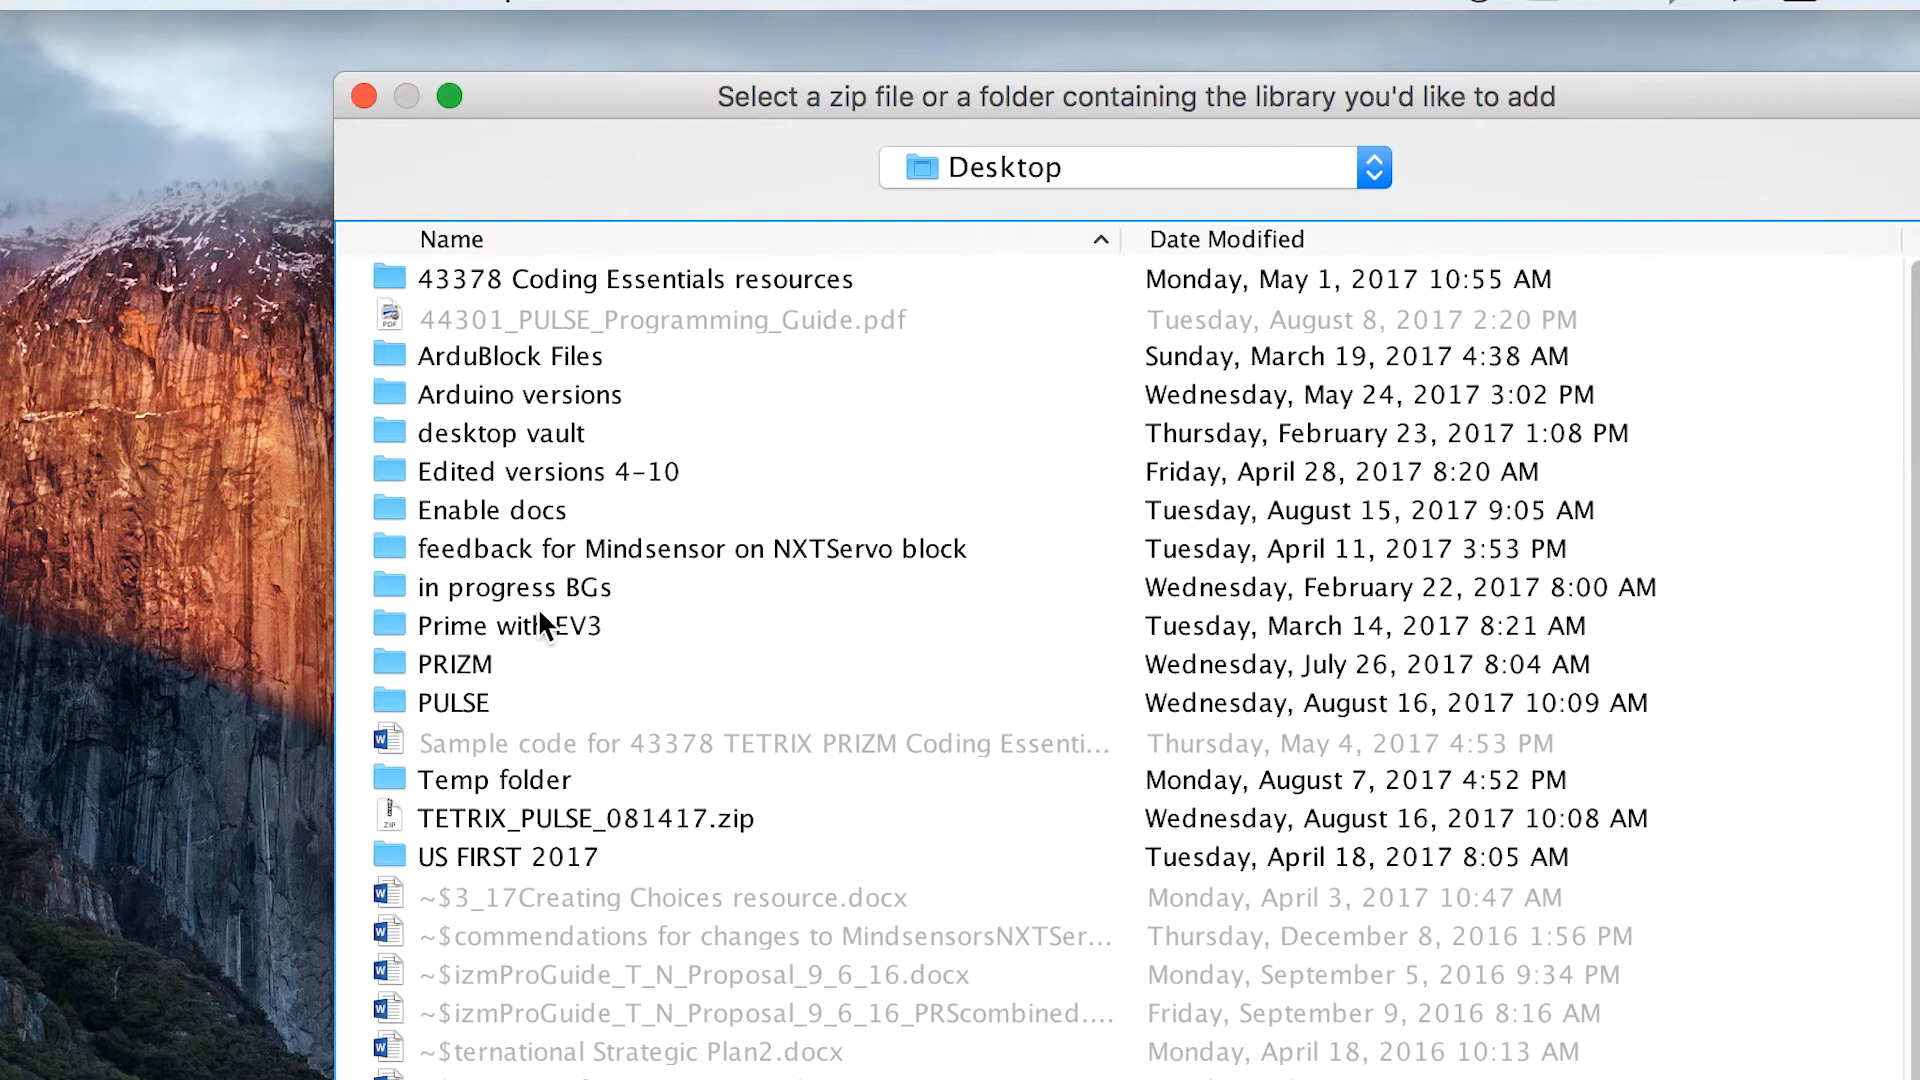 Select a zip file or a folder containing the library you'd like to add
Desktop
Name Date Modified
43378 Coding Essentials resources Monday, May 1, 2017 10:55 AM
PDF 44301_PULSE_Programming_Guide.pdf Tuesday, August 8, 2017 2:20 PM
ArduBlock Files Sunday, March 19, 2017 4:38 AM
Arduino versions Wednesday, May 24, 2017 3:02 PM
desktop vault Thursday, February 23, 2017 1:08 PM
Edited versions 4-10 Friday, April 28, 2017 8:20 AM
Enable docs Tuesday, August 15, 2017 9:05 AM
feedback for Mindsensor on NXTServo block Tuesday, April 11, 2017 3:53 PM
in progress BGs Wednesday, February 22, 2017 8:00 AM
Prime with EV3 Tuesday, March 14, 2017 8:21 AM
PRIZM Wednesday, July 26, 2017 8:04 AM
PULSE Wednesday, August 16, 2017 10:09 AM
W Sample code for 43378 TETRIX PRIZM Coding Essenti... Thursday, May 4, 2017 4:53 PM
Temp folder Monday, August 7, 2017 4:52 PM
ZIP TETRIX_PULSE_081417.zip Wednesday, August 16, 2017 10:08 AM
US FIRST 2017 Tuesday, April 18, 2017 8:05 AM
W ~$3_17Creating Choices resource.docx Monday, April 3, 2017 10:47 AM
W ~$commendations for changes to MindsensorsNXTSer... Thursday, December 8, 2016 1:56 PM
W ~$izmProGuide_T_N_Proposal_9_6_16.docx Monday, September 5, 2016 9:34 PM
W ~$izmProGuide_T_N_Proposal_9_6_16_PRScombined.... Friday, September 9, 2016 8:16 AM
W ~$ternational Strategic Plan2.docx Monday, April 18, 2016 10:13 AM